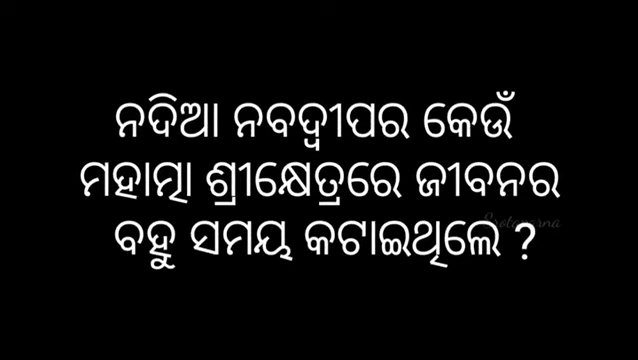 ନଦିଆ ନବଦ୍ୱୀପର କେଉଁ
ମହାତ୍ମା ଶ୍ରୀକ୍ଷେତ୍ରରେ ଜୀବନର
ବହୁ ସମୟ କଟାଇଥିଲେ ?